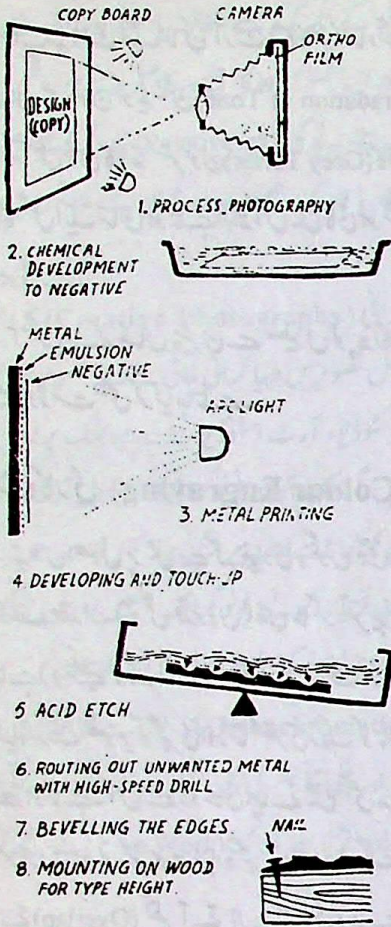 COPY BOARD
CAMERA
ORTHO
FILM
DESIGN
(COPY)
1. PROCESS PHOTOGRAPHY
2. CHEMICAL
DEVELOPMENT
TO NEGATIVE
METAL
EMULSION
NEGATIVE
ARC LIGHT
3. METAL PRINTING
4. DEVELOPING AND TOUCH-UP
5 ACID ETCH
6. ROUTING OUT UNWANTED METAL
WITH HIGH-SPEED DRILL
7. BEVELLING THE EDGES.
NAIL
8. MOUNTING ON WOOD
FOR TYPE HEIGHT.